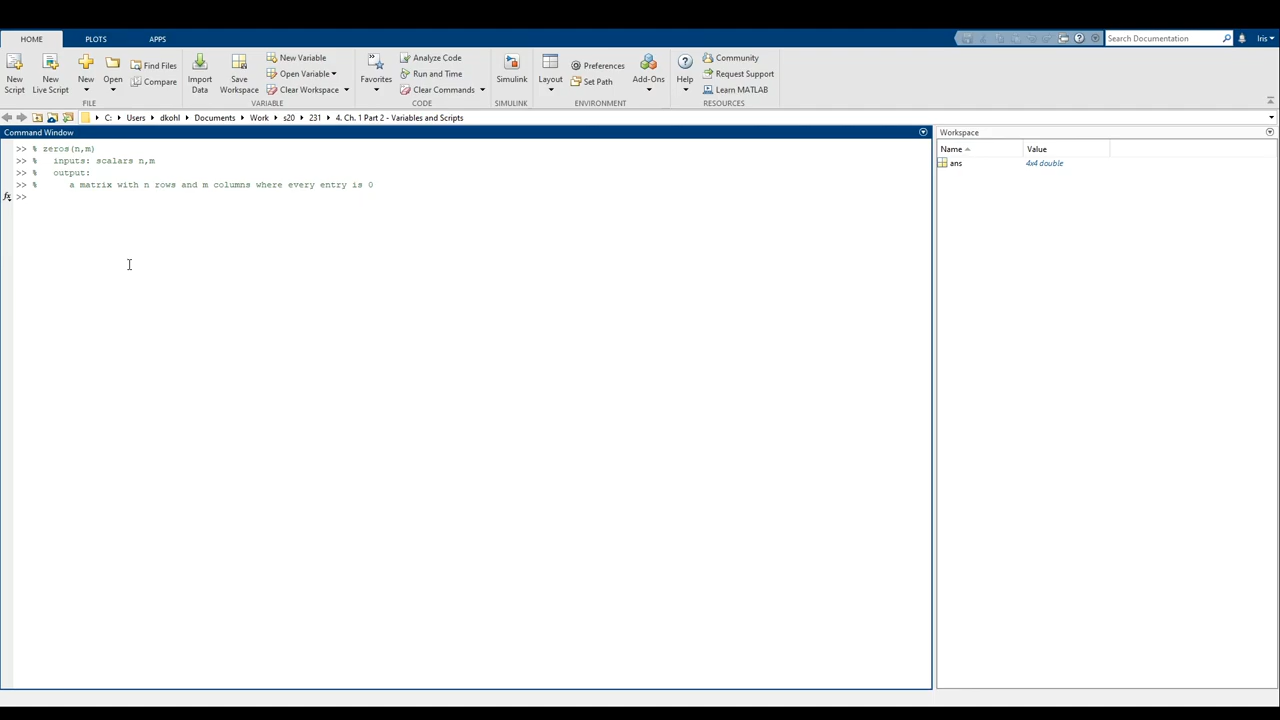 HOME PLOTS APPS
Search Documentation Iris
New Script
New Live Script
New
Open
Find Files
Compare
FILE
Import Data
Save Workspace
New Variable
Open Variable
Clear Workspace
VARIABLE
Favorites
Analyze Code
Run and Time
Clear Commands
CODE
Simulink
SIMULINK
Layout
Preferences
Set Path
Add-Ons
ENVIRONMENT
Help
Community
Request Support
Learn MATLAB
RESOURCES
C: Users dkohl Documents Work s20 231 4. Ch. 1 Part 2 - Variables and Scripts
Command Window
>> % zeros(n,m)
>> %   inputs: scalars n,m
>> %   output:
>> %      a matrix with n rows and m columns where every entry is 0
fx >>
Workspace
Name Value
ans 4x4 double